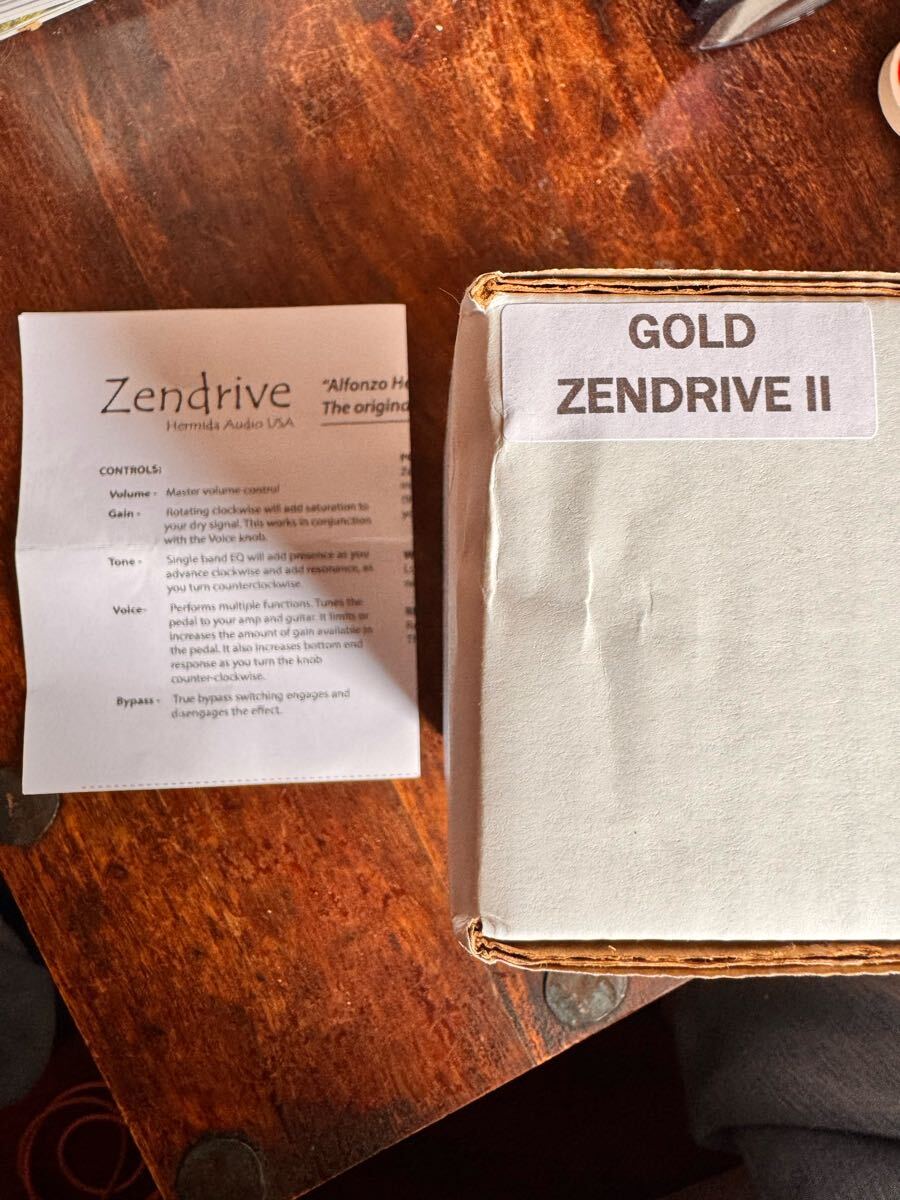 Zendrive
Hermida Audio USA
"Alfonzo
The
CONTROLS:
Volume - Master volume control
Gain - Rotating clockwise will add saturation to
your dry signal. This works in conjunction
with the Voice knob.
Tone - Single band EQ will add presence as you
advance clockwise and add resonance, as
you turn counterclockwise.
Voice- Performs multiple functions. Tunes the
pedal to your amp and guitar. It limits or
increases the amount of gain available in
the pedal. It also increases bottom end
response as you turn the knob
counter-clockwise.
Bypass - True bypass switching engages and
disengages the effect.
GOLD
ZENDRIVE II